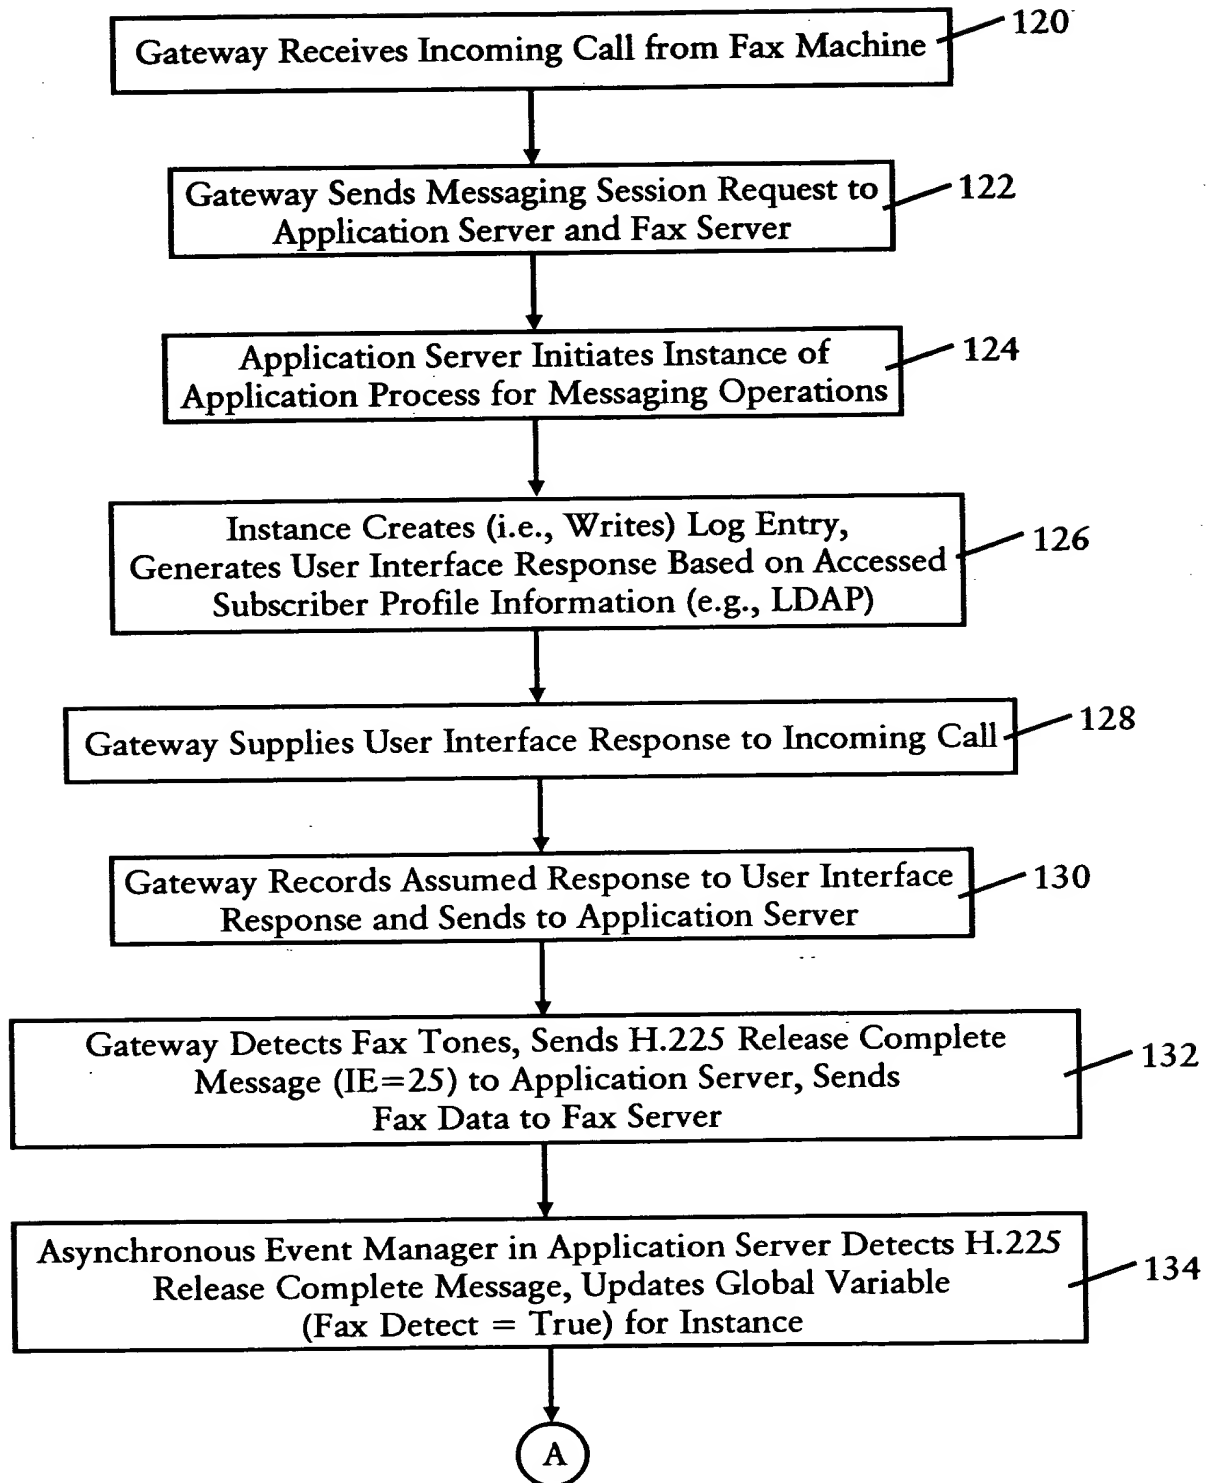 Gateway Receives Incoming Call from Fax Machine
120
Gateway Sends Messaging Session Request to
Application Server and Fax Server
122
Application Server Initiates Instance of
Application Process for Messaging Operations
124
Instance Creates (i.e., Writes) Log Entry,
Generates User Interface Response Based on Accessed
Subscriber Profile Information (e.g., LDAP)
126
Gateway Supplies User Interface Response to Incoming Call
128
Gateway Records Assumed Response to User Interface
Response and Sends to Application Server
130
Gateway Detects Fax Tones, Sends H.225 Release Complete
Message (IE=25) to Application Server, Sends
Fax Data to Fax Server
132
Asynchronous Event Manager in Application Server Detects H.225
Release Complete Message, Updates Global Variable
(Fax Detect = True) for Instance
134
A